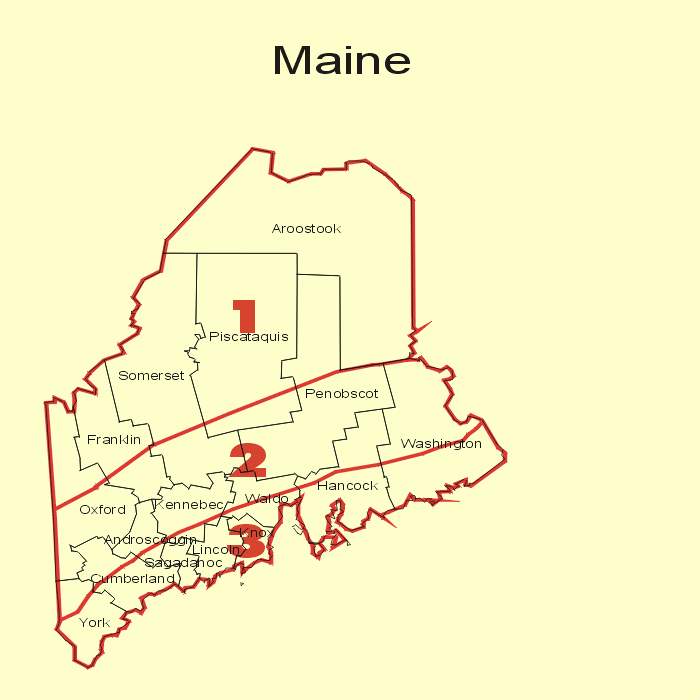 Maine
Aroostook
1
Piscataquis
Somerset
Penobscot
Franklin
Washington
2
Hancock
Waldo
Kennebec
Oxford
Knox
Androscoggin
3
Lincoln
Sagadahoc
Cumberland
York